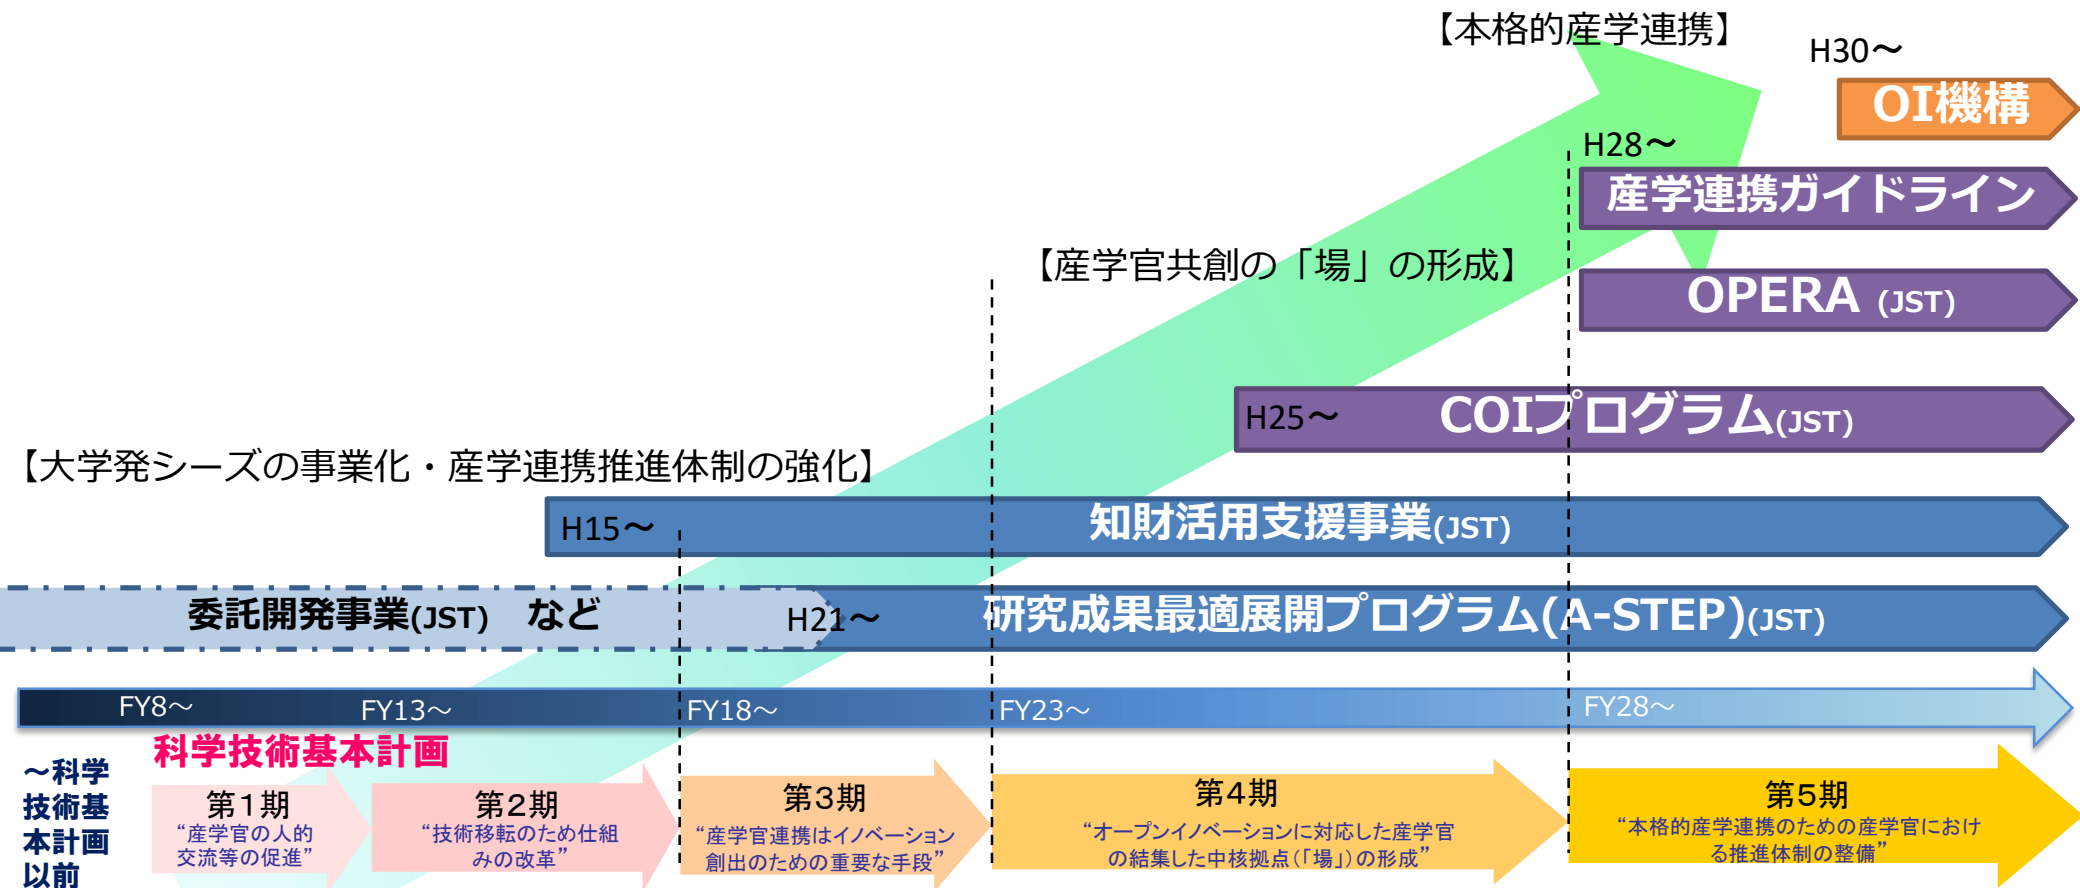 【本格的産学連携】
H30～
OI機構
H28～
産学連携ガイドライン
【産学官共創の「場」の形成】
OPERA (JST)
H25～ COIプログラム(JST)
【大学発シーズの事業化・産学連携推進体制の強化】
H15～ 知財活用支援事業(JST)
委託開発事業(JST) など
H21～ 研究成果最適展開プログラム(A-STEP)(JST)
FY8～ FY13～ FY18～ FY23～ FY28～
科学技術基本計画
～科学
技術基
本計画
以前
第１期
“産学官の人的
交流等の促進”
第２期
“技術移転のため仕組
みの改革”
第３期
“産学官連携はイノベーション
創出のための重要な手段”
第４期
“オープンイノベーションに対応した産学官
の結集した中核拠点（「場」）の形成”
第５期
“本格的産学連携のための産学官におけ
る推進体制の整備”